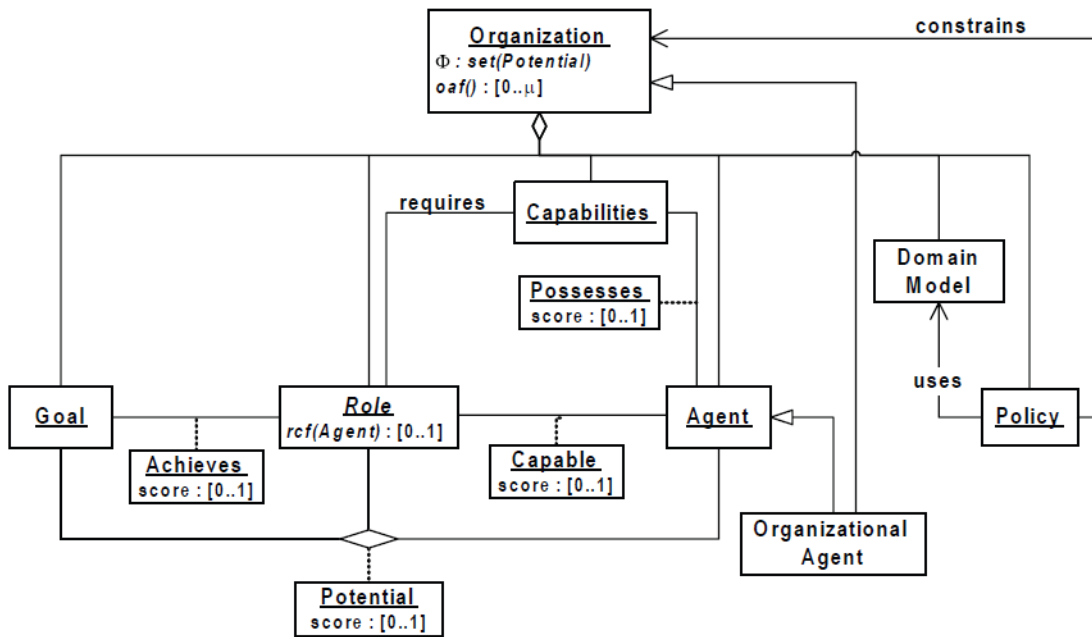 Organization
Φ : set(Potential)
oaf() : [0..μ]
constrains
requires
Capabilities
Possesses
score : [0..1]
Domain
Model
uses
Goal
Role
rcf(Agent) : [0..1]
Agent
Policy
Achieves
score : [0..1]
Capable
score : [0..1]
Organizational
Agent
Potential
score : [0..1]